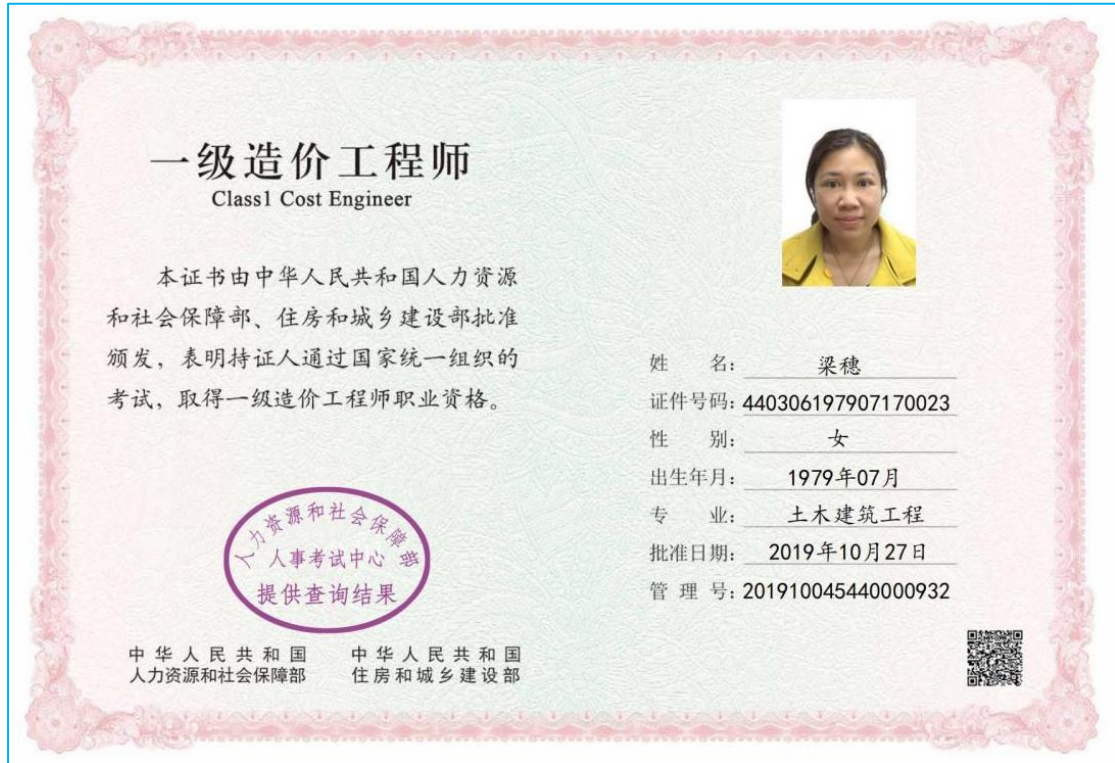 一级造价工程师
Class1 Cost Engineer
本证书由中华人民共和国人力资源
和社会保障部、住房和城乡建设部批准
颁发，表明持证人通过国家统一组织的
考试，取得一级造价工程师职业资格。
人力资源和社会保障部
人事考试中心
提供查询结果
中华人民共和国
人力资源和社会保障部
中华人民共和国
住房和城乡建设部
姓 名：梁穗
证件号码：440306197907170023
性 别：女
出生年月：1979年07月
专 业：土木建筑工程
批准日期：2019年10月27日
管 理 号：201910045440000932